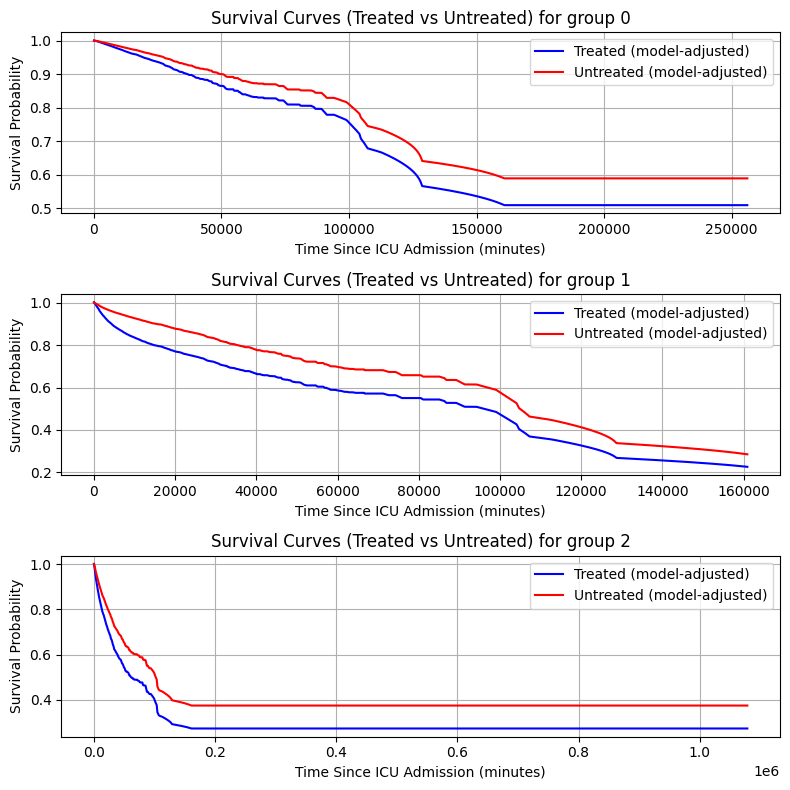 Survival Curves (Treated vs Untreated) for group 0
Survival Probability
1.0
0.9
0.8
0.7
0.6
0.5
Treated (model-adjusted)
Untreated (model-adjusted)
0 50000 100000 150000 200000 250000
Time Since ICU Admission (minutes)
Survival Curves (Treated vs Untreated) for group 1
Survival Probability
1.0
0.8
0.6
0.4
0.2
Treated (model-adjusted)
Untreated (model-adjusted)
0 20000 40000 60000 80000 100000 120000 140000 160000
Time Since ICU Admission (minutes)
Survival Curves (Treated vs Untreated) for group 2
Survival Probability
1.0
0.8
0.6
0.4
Treated (model-adjusted)
Untreated (model-adjusted)
0.0 0.2 0.4 0.6 0.8 1.0
1e6
Time Since ICU Admission (minutes)